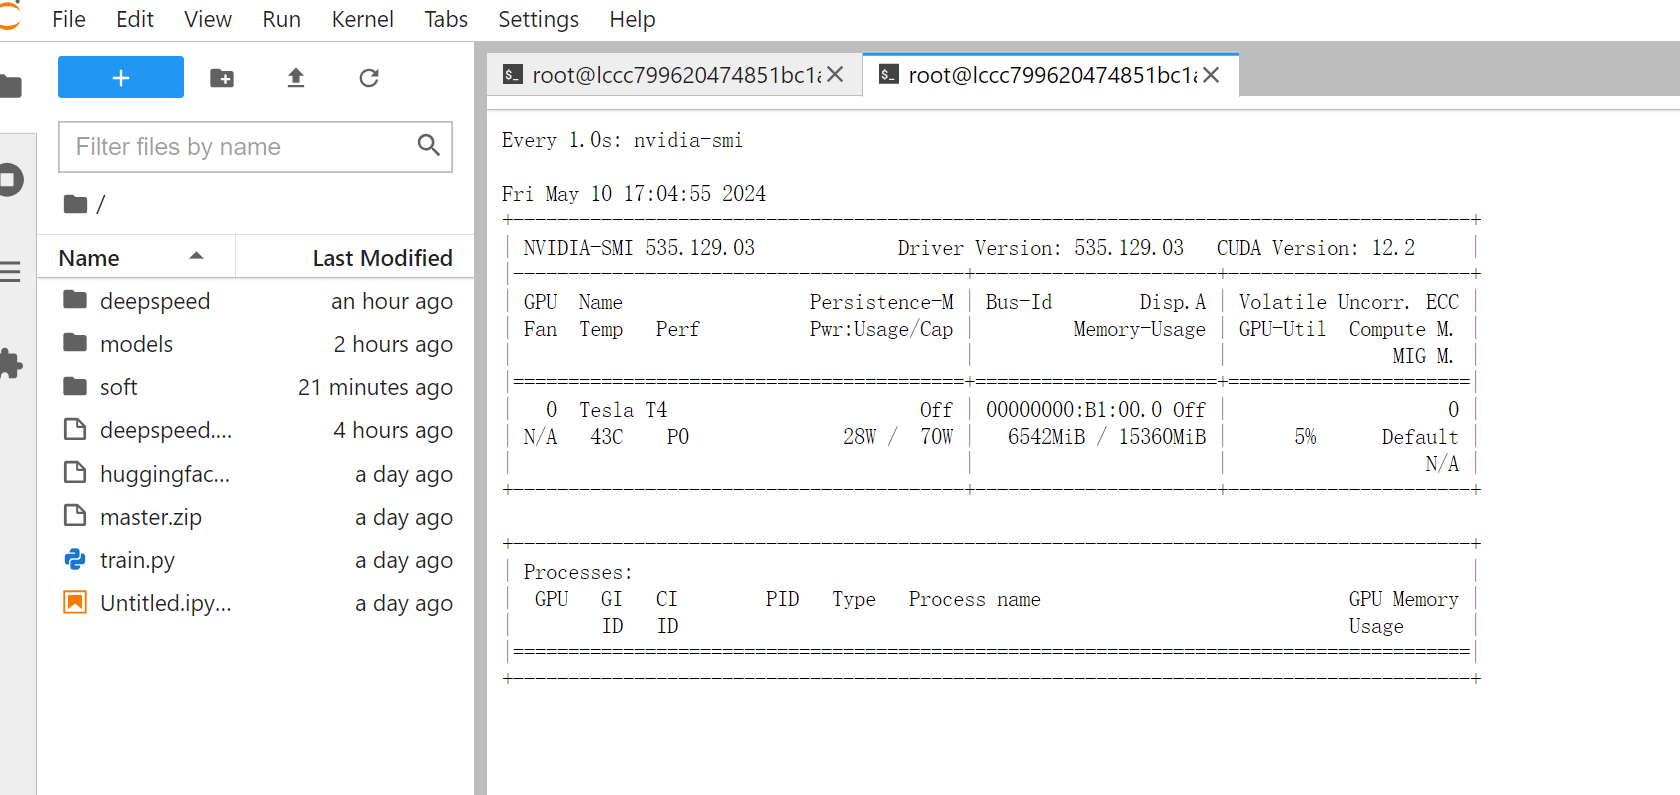 File Edit View Run Kernel Tabs Settings Help
+
Filter files by name
/
Name Last Modified
deepspeed an hour ago
models 2 hours ago
soft 21 minutes ago
deepspeed.... 4 hours ago
huggingfac... a day ago
master.zip a day ago
train.py a day ago
Untitled.ipy... a day ago
$_ root@lccc799620474851bc1a $_ root@lccc799620474851bc1a
Every 1.0s: nvidia-smi
Fri May 10 17:04:55 2024
NVIDIA-SMI 535.129.03 Driver Version: 535.129.03 CUDA Version: 12.2
GPU Name Persistence-M | Bus-Id Disp.A | Volatile Uncorr. ECC
Fan Temp Perf Pwr:Usage/Cap | Memory-Usage | GPU-Util Compute M.
MIG M.
0 Tesla T4 Off | 00000000:B1:00.0 Off | 0
N/A 43C P0 28W / 70W | 6542MiB / 15360MiB | 5% Default
N/A
Processes:
GPU GI CI PID Type Process name GPU Memory
ID ID Usage